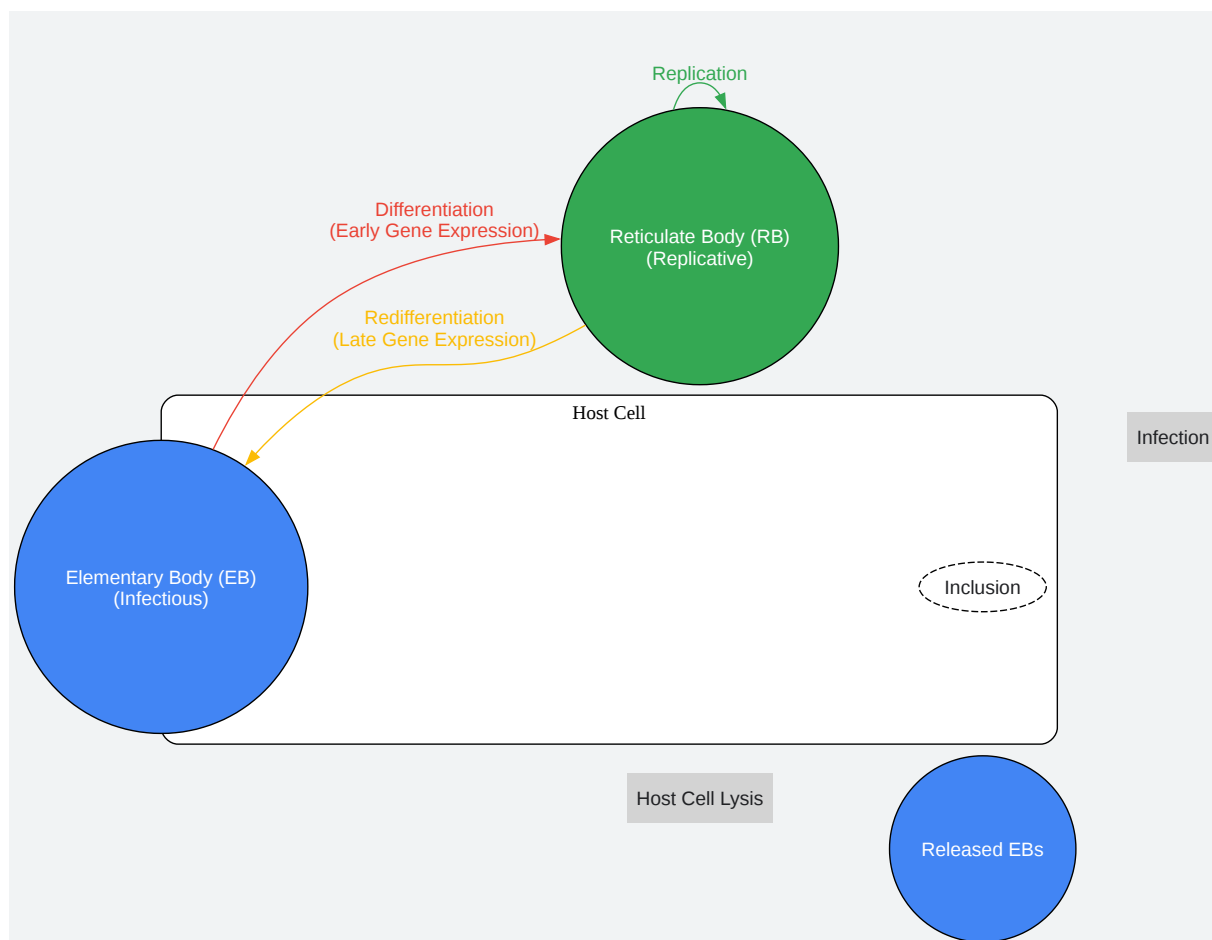 Replication
Differentiation
(Early Gene Expression)
Reticulate Body (RB)
(Replicative)
Redifferentiation
(Late Gene Expression)
Host Cell
Infection
Elementary Body (EB)
(Infectious)
Inclusion
Host Cell Lysis
Released EBs